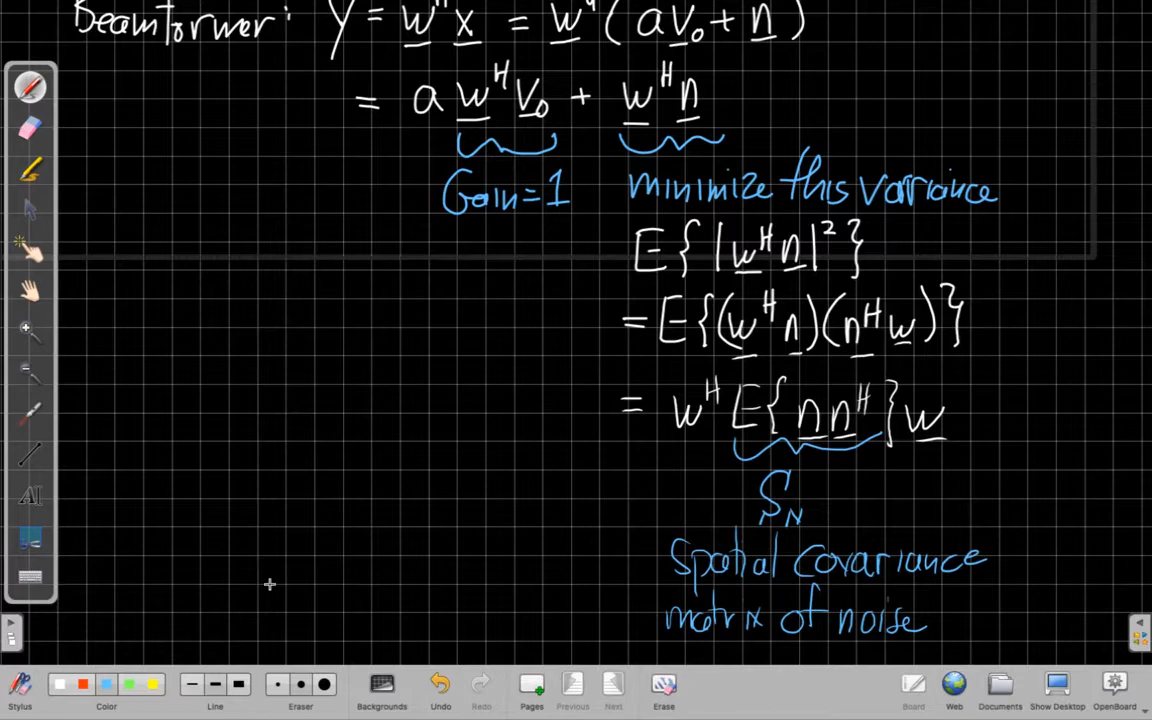 Beamformer: y = w^H x = w^H ( a v_0 + n )
= a w^H v_0 + w^H n
Gain = 1 minimize this variance
E{ |w^H n|^2 }
= E{(w^H n)(n^H w)}
= w^H E{ n n^H } w
S_N
Spatial covariance
matrix of noise
Stylus Color Line Eraser Backgrounds Undo Redo Pages Previous Next Erase Board Web Documents Show Desktop OpenBoard